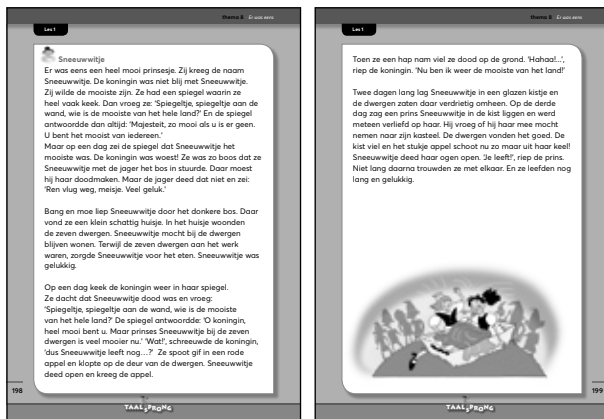 thema 8 Er was eens
Les 1
Sneeuwwitje
Er was eens een heel mooi prinsesje. Zij kreeg de naam
Sneeuwwitje. De koningin was niet blij met Sneeuwwitje.
Zij wilde de mooiste zijn. Ze had een spiegel waarin ze
heel vaak keek. Dan vroeg ze: ‘Spiegeltje, spiegeltje aan de
wand, wie is de mooiste van het hele land?’ En de spiegel
antwoordde dan altijd: ‘Majesteit, zo mooi als u is er geen.
U bent het mooist van iedereen.’
Maar op een dag zei de spiegel dat Sneeuwwitje het
mooiste was. De koningin was woest! Ze was zo boos dat ze
Sneeuwwitje met de jager het bos in stuurde. Daar moest
hij haar doodmaken. Maar de jager deed dat niet en zei:
‘Ren vlug weg, meisje. Veel geluk.’
Bang en moe liep Sneeuwwitje door het donkere bos. Daar
vond ze een klein schattig huisje. In het huisje woonden
de zeven dwergen. Sneeuwwitje mocht bij de dwergen
blijven wonen. Terwijl de zeven dwergen aan het werk
waren, zorgde Sneeuwwitje voor het eten. Sneeuwwitje was
gelukkig.
Op een dag keek de koningin weer in haar spiegel.
Ze dacht dat Sneeuwwitje dood was en vroeg:
‘Spiegeltje, spiegeltje aan de wand, wie is de mooiste
van het hele land?’ De spiegel antwoordde: ‘O koningin,
heel mooi bent u. Maar prinses Sneeuwwitje bij de zeven
dwergen is veel mooier nu.’ ‘Wat!’, schreeuwde de koningin,
‘dus Sneeuwwitje leeft nog...?’ Ze spoot gif in een rode
appel en klopte op de deur van de dwergen. Sneeuwwitje
deed open en kreeg de appel.
198
TAALSPRONG
thema 8 Er was eens
Les 1
Toen ze een hap nam viel ze dood op de grond. ‘Hahaa!...’,
riep de koningin. ‘Nu ben ik weer de mooiste van het land!’
Twee dagen lang lag Sneeuwwitje in een glazen kistje en
de dwergen zaten daar verdrietig omheen. Op de derde
dag zag een prins Sneeuwwitje in de kist liggen en werd
meteen verliefd op haar. Hij vroeg of hij haar mee mocht
nemen naar zijn kasteel. De dwergen vonden het goed. De
kist viel en het stukje appel schoot nu zo maar uit haar keel!
Sneeuwwitje deed haar ogen open. ‘Je leeft!’, riep de prins.
Niet lang daarna trouwden ze met elkaar. En ze leefden nog
lang en gelukkig.
199
TAALSPRONG